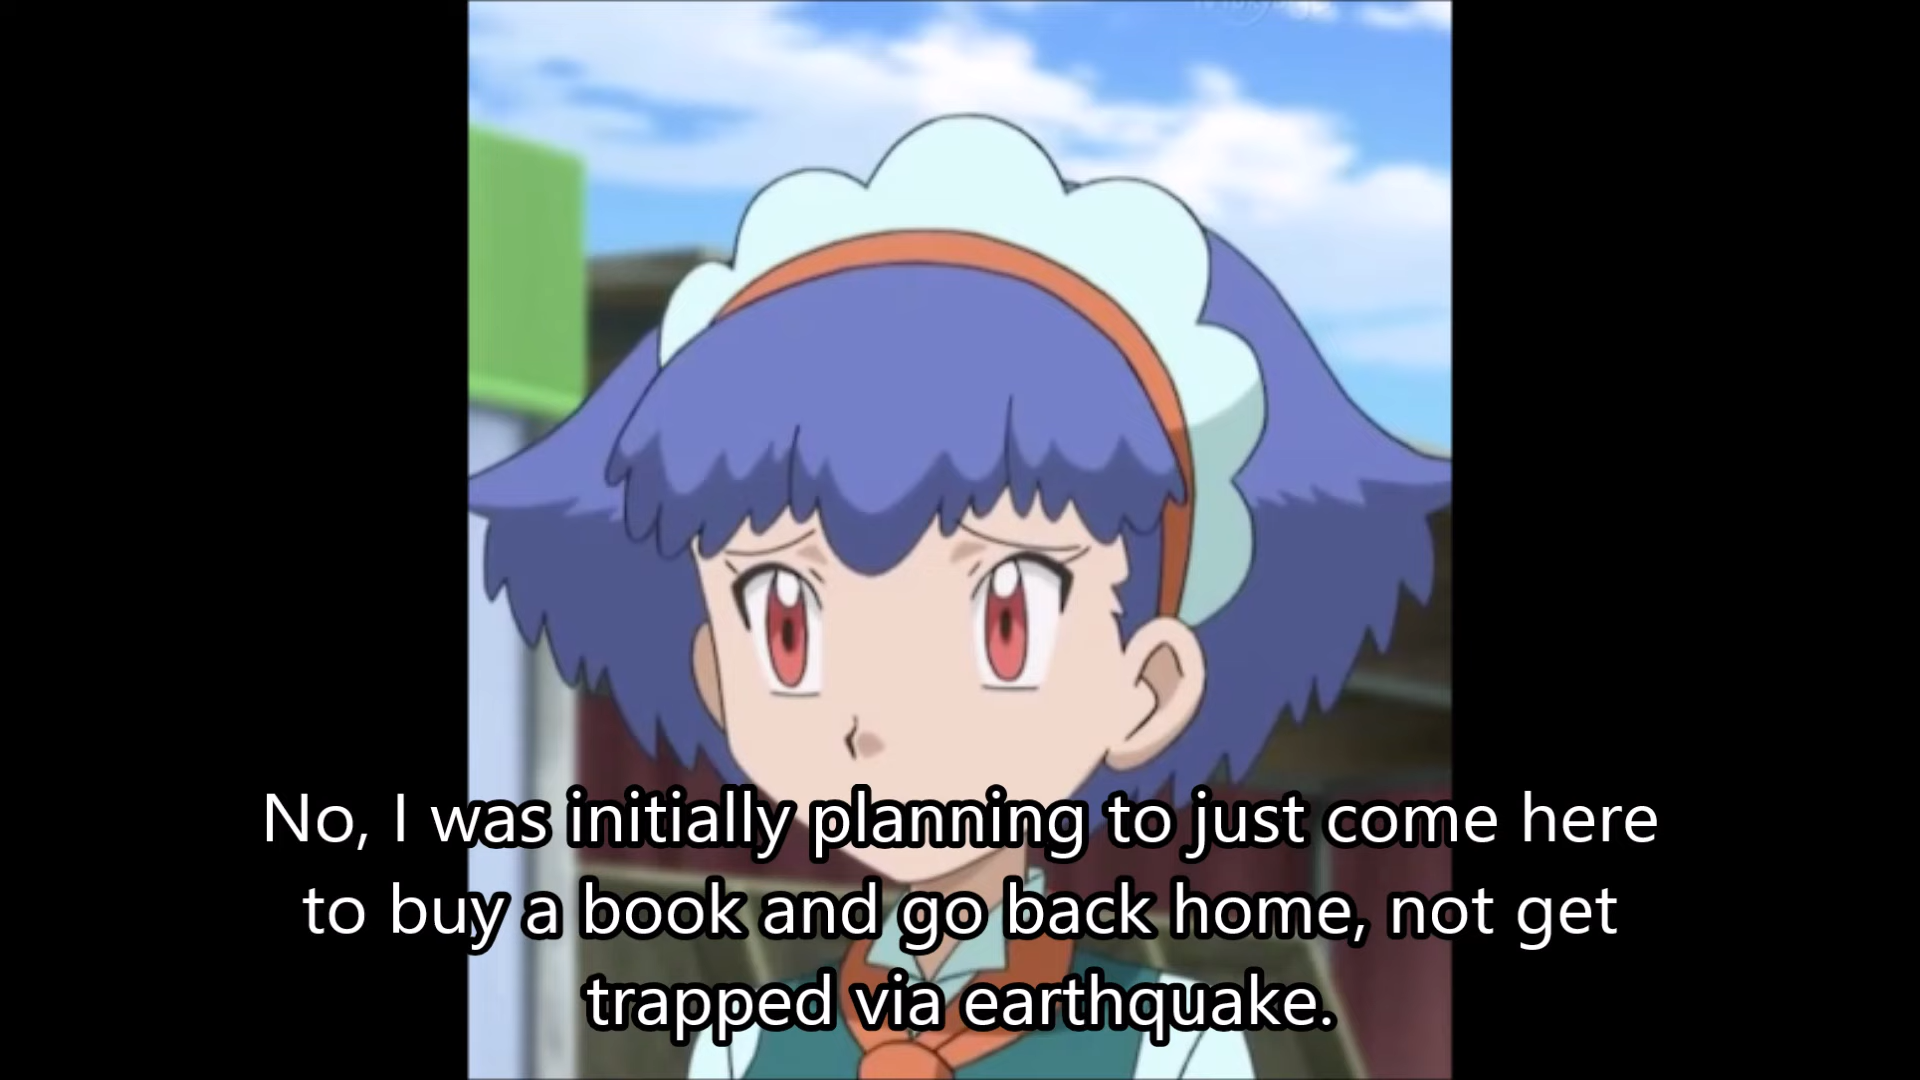 No, I was initially planning to just come here
to buy a book and go back home, not get
trapped via earthquake.